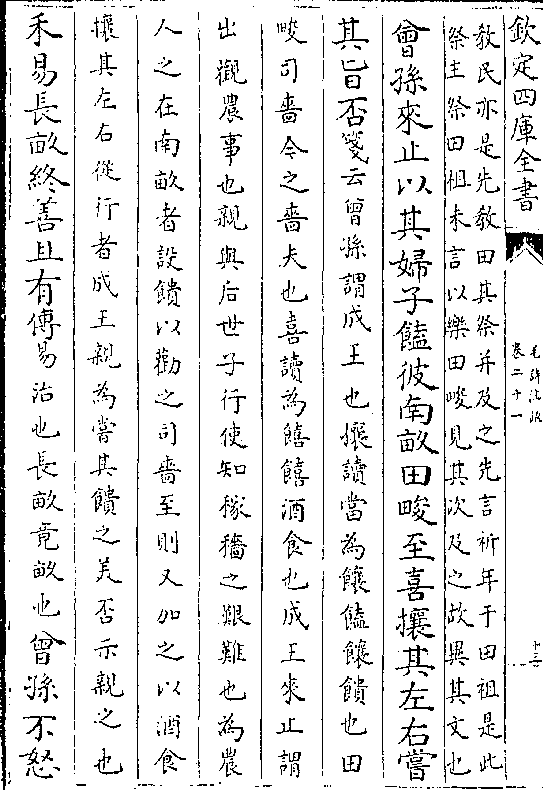 欽定四庫全書
毛詩注疏
卷二十一
十三
教民亦是先教田其祭并及之先言祈年于田祖是此
祭主祭田祖末言以樂田畯見其次及之故異其文也
曾孫來止以其婦子饁彼南畝田畯至喜攘其左右嘗
其旨否箋云曾孫謂成王也攘讀當為饟饁饟饋也田
畯司嗇今之嗇夫也喜讀為饎饎酒食也成王來止謂
出觀農事也親與后世子行使知稼穡之艱難也為農
人之在南畝者設饋以勸之司嗇至則又加之以酒食
攘其左右從行者成王親為嘗其饋之美否示親之也
禾易長畝終善且有傳易治也長畝竟畝也曾孫不怒